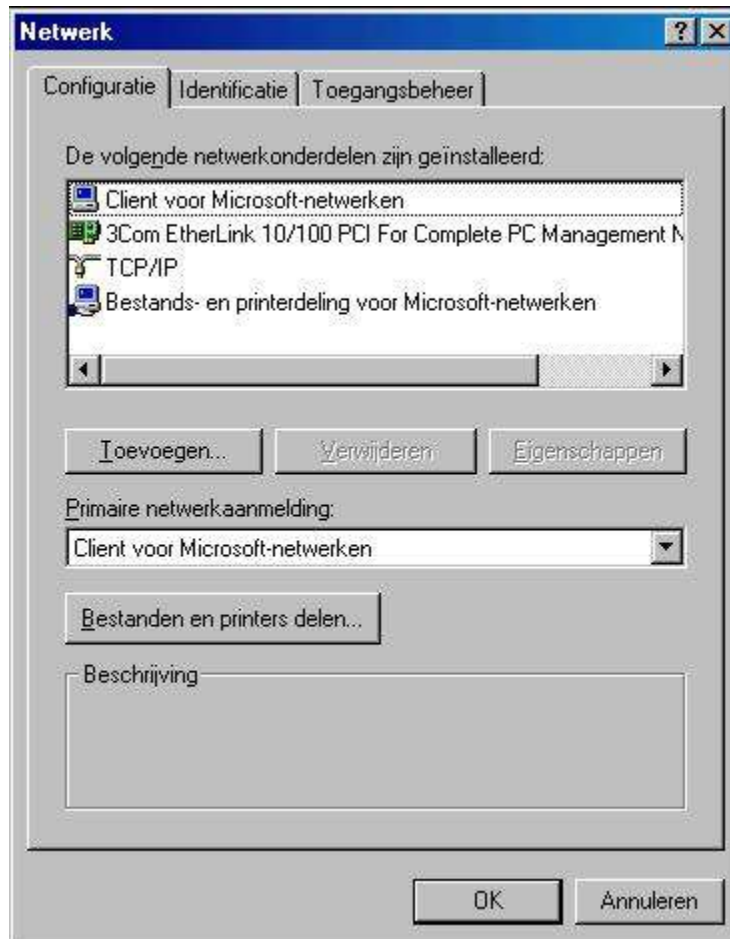 Netwerk
Configuratie Identificatie Toegangsbeheer
De volgende netwerkonderdelen zijn geïnstalleerd:
Client voor Microsoft-netwerken
3Com EtherLink 10/100 PCI For Complete PC Management N
TCP/IP
Bestands- en printerdeling voor Microsoft-netwerken
Toevoegen... Verwijderen Eigenschappen
Primaire netwerkaanmelding:
Client voor Microsoft-netwerken
Bestanden en printers delen...
Beschrijving
OK Annuleren